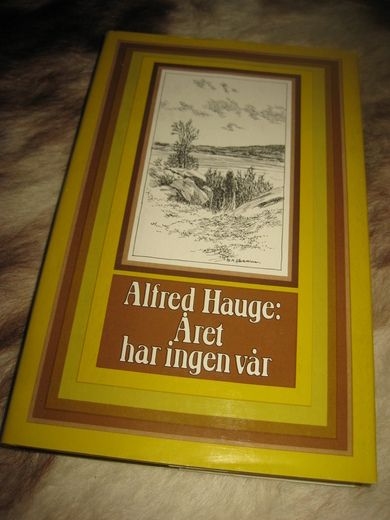 Alfred Hauge:
Året
har ingen vår